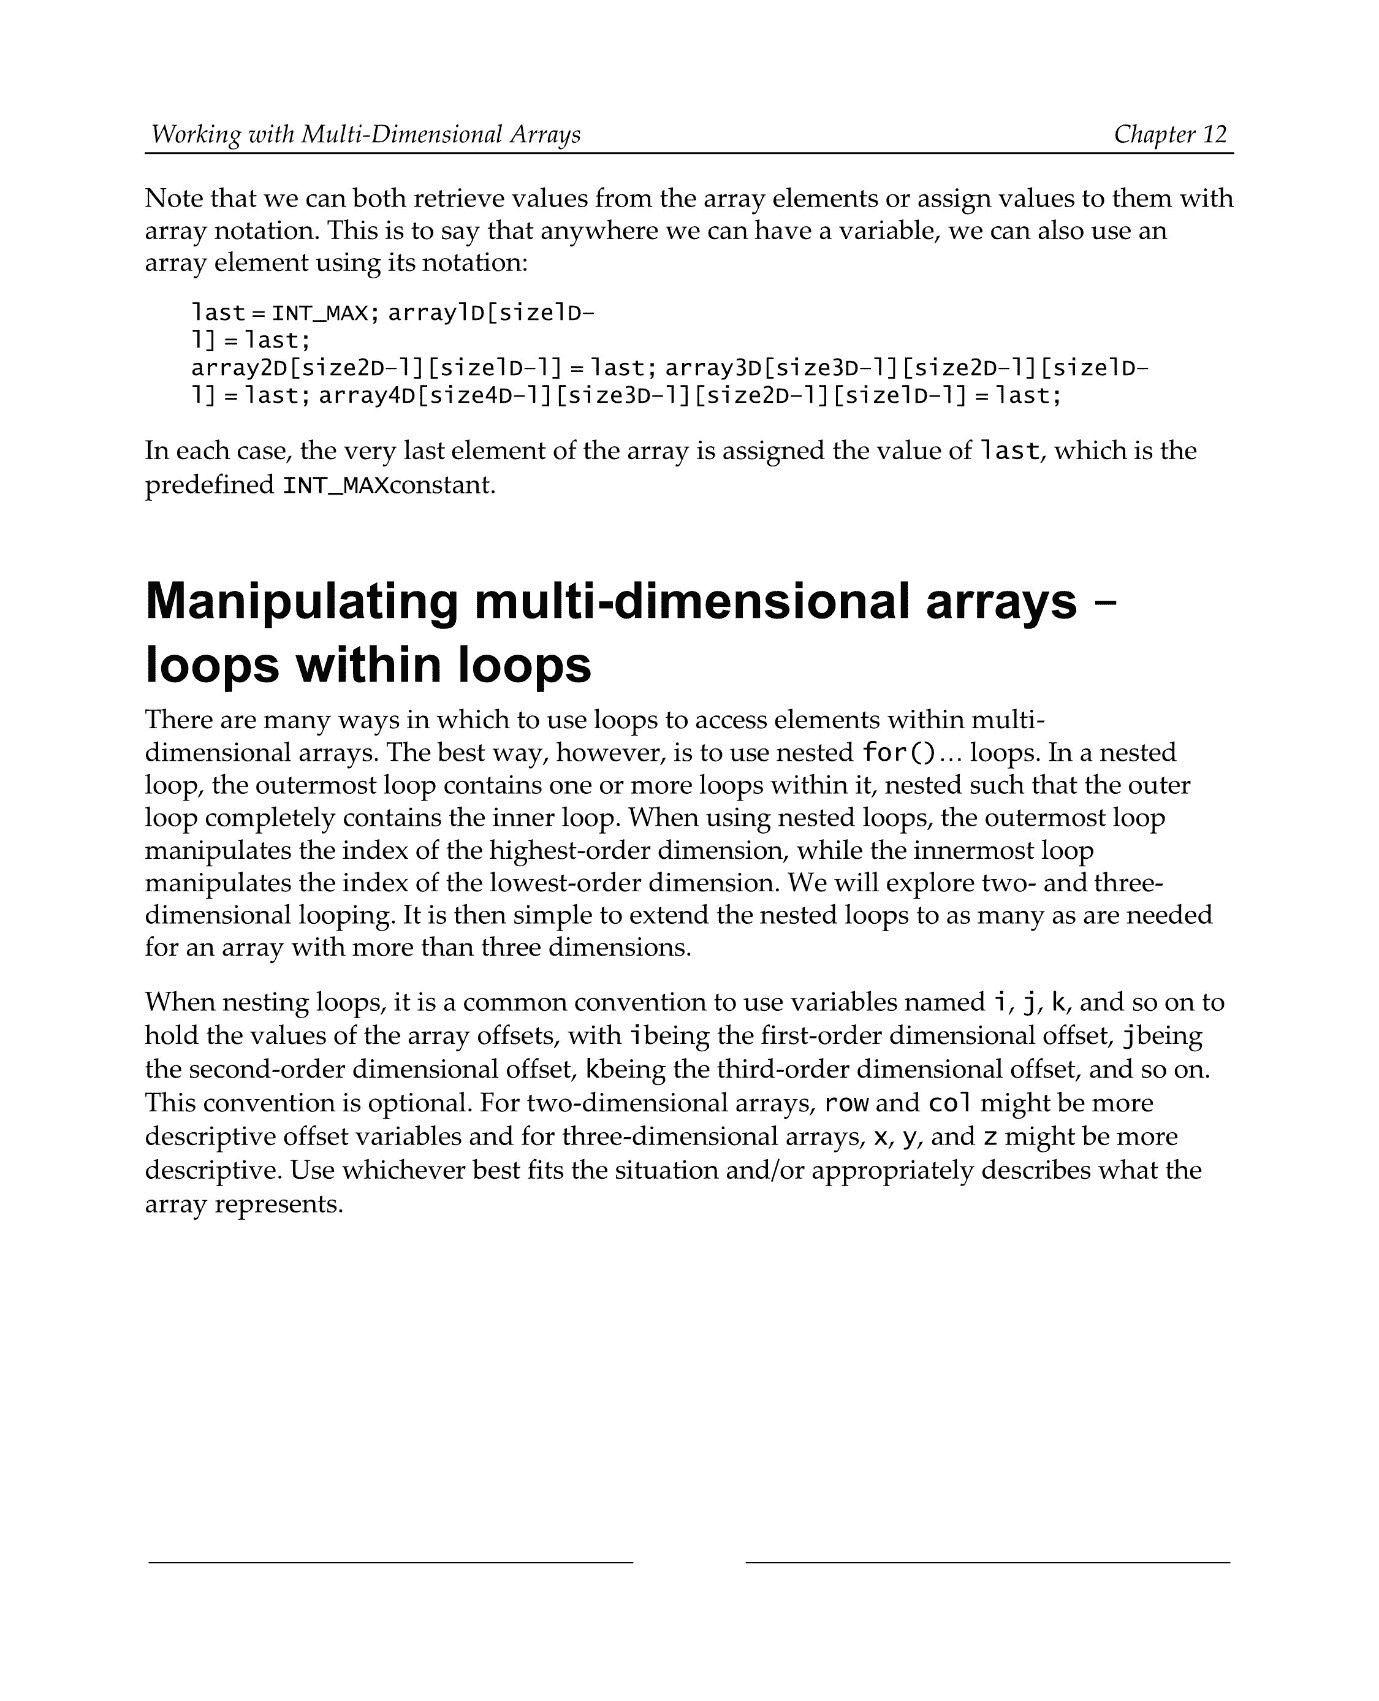 Working with Multi-Dimensional Arrays Chapter 12
Note that we can both retrieve values from the array elements or assign values to them with
array notation. This is to say that anywhere we can have a variable, we can also use an
array element using its notation:
last = INT_MAX; array1D[size1D-
1] = last;
array2D[size2D-1][size1D-1] = last; array3D[size3D-1][size2D-1][size1D-
1] = last; array4D[size4D-1][size3D-1][size2D-1][size1D-1] = last;
In each case, the very last element of the array is assigned the value of last, which is the
predefined INT_MAXconstant.
Manipulating multi-dimensional arrays –
loops within loops
There are many ways in which to use loops to access elements within multi-
dimensional arrays. The best way, however, is to use nested for()… loops. In a nested
loop, the outermost loop contains one or more loops within it, nested such that the outer
loop completely contains the inner loop. When using nested loops, the outermost loop
manipulates the index of the highest-order dimension, while the innermost loop
manipulates the index of the lowest-order dimension. We will explore two- and three-
dimensional looping. It is then simple to extend the nested loops to as many as are needed
for an array with more than three dimensions.
When nesting loops, it is a common convention to use variables named i, j, k, and so on to
hold the values of the array offsets, with ibeing the first-order dimensional offset, jbeing
the second-order dimensional offset, kbeing the third-order dimensional offset, and so on.
This convention is optional. For two-dimensional arrays, row and col might be more
descriptive offset variables and for three-dimensional arrays, x, y, and z might be more
descriptive. Use whichever best fits the situation and/or appropriately describes what the
array represents.